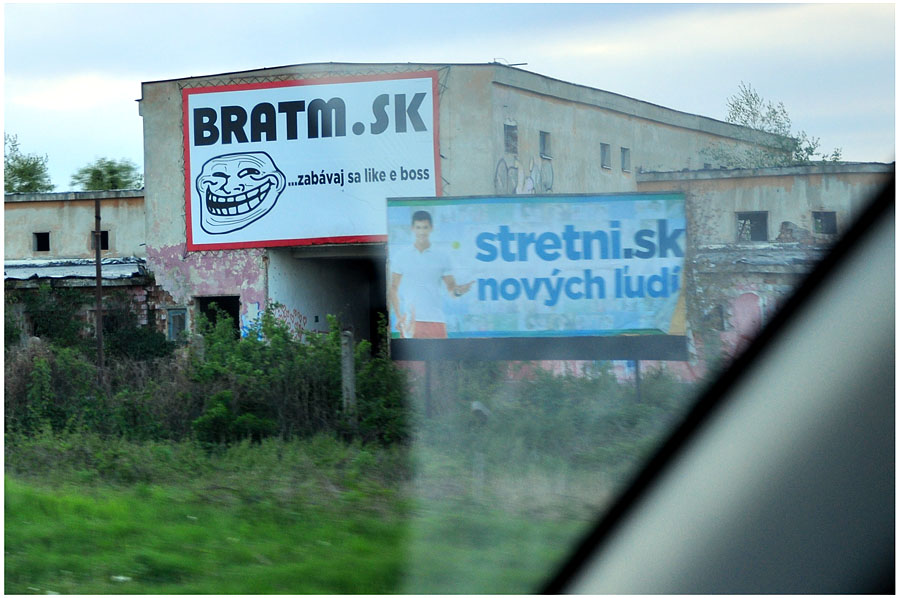 BRATM.SK
...zabávaj sa like e boss
stretni.sk
nových ľudí